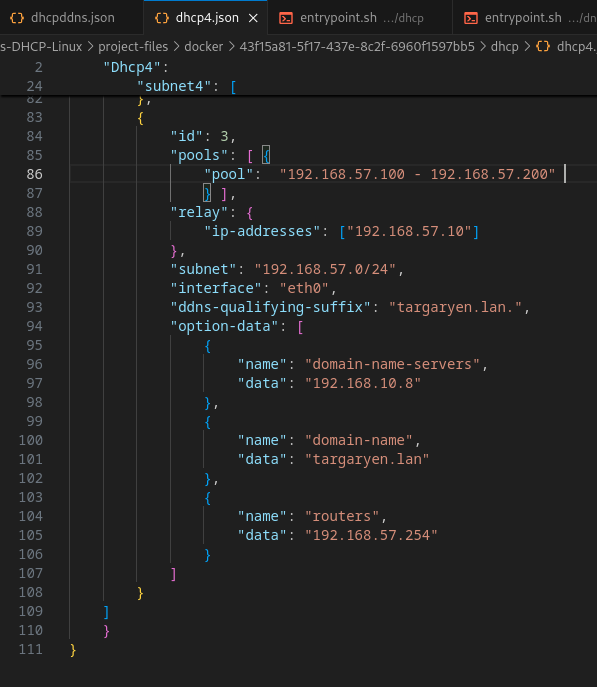 dhcpddns.json
dhcp4.json
entrypoint.sh .../dhcp
entrypoint.sh .../dn
s-DHCP-Linux > project-files > docker > 43f15a81-5f17-437e-8c2f-6960f1597bb5 > dhcp > {} dhcp4.
2 "Dhcp4":
24 "subnet4": [
82 },
83 {
84 "id": 3,
85 "pools": [ {
86 "pool":  "192.168.57.100 - 192.168.57.200"
87 } ],
88 "relay": {
89 "ip-addresses": ["192.168.57.10"]
90 },
91 "subnet": "192.168.57.0/24",
92 "interface": "eth0",
93 "ddns-qualifying-suffix": "targaryen.lan.",
94 "option-data": [
95 {
96 "name": "domain-name-servers",
97 "data": "192.168.10.8"
98 },
99 {
100 "name": "domain-name",
101 "data": "targaryen.lan"
102 },
103 {
104 "name": "routers",
105 "data": "192.168.57.254"
106 }
107 ]
108 }
109 ]
110 }
111 }